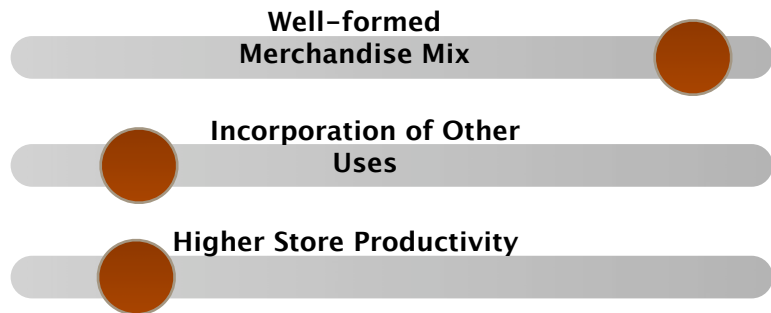 Well-formed
Merchandise Mix
Incorporation of Other
Uses
Higher Store Productivity